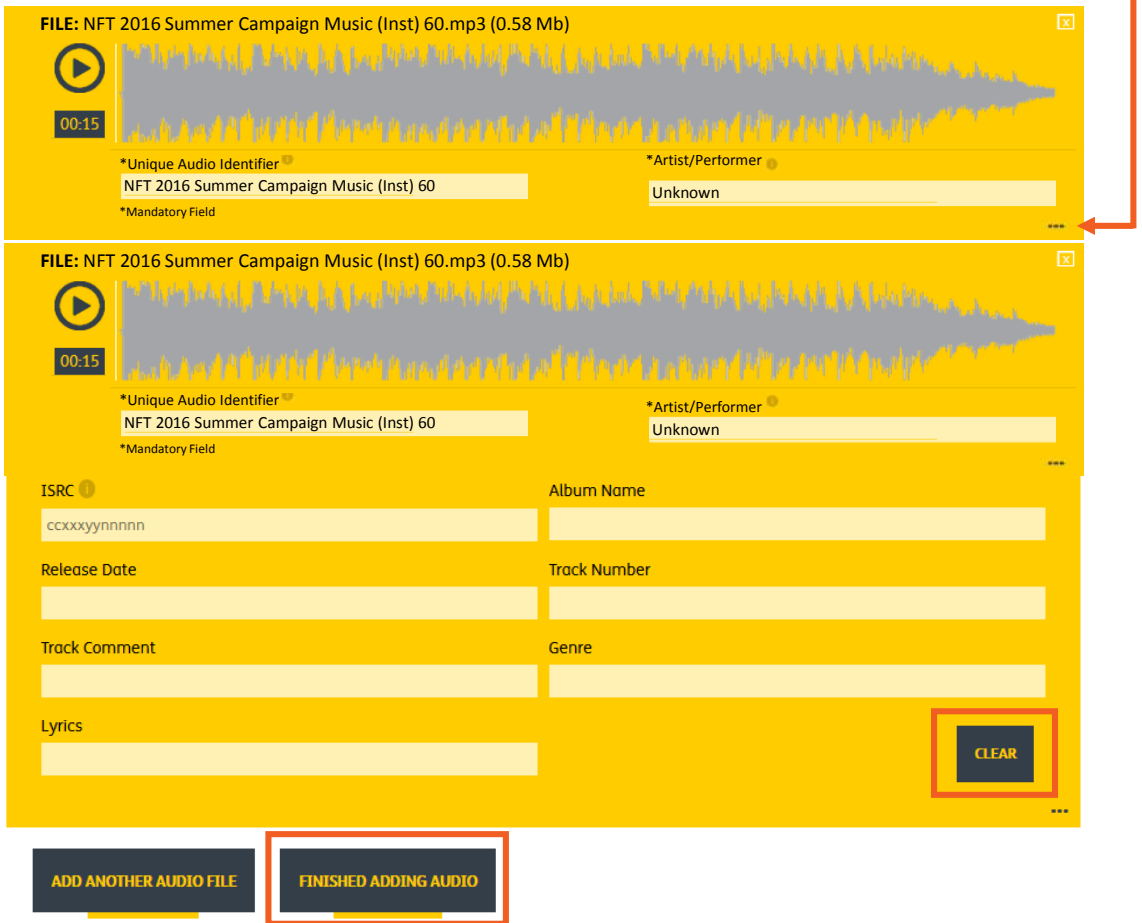 FILE: NFT 2016 Summer Campaign Music (Inst) 60.mp3 (0.58 Mb)
x
00:15
*Unique Audio Identifier i
*Artist/Performer i
NFT 2016 Summer Campaign Music (Inst) 60
Unknown
*Mandatory Field
FILE: NFT 2016 Summer Campaign Music (Inst) 60.mp3 (0.58 Mb)
x
00:15
*Unique Audio Identifier i
*Artist/Performer i
NFT 2016 Summer Campaign Music (Inst) 60
Unknown
*Mandatory Field
ISRC i
Album Name
ccxxxyynnnnn
Release Date
Track Number
Track Comment
Genre
Lyrics
CLEAR
ADD ANOTHER AUDIO FILE
FINISHED ADDING AUDIO